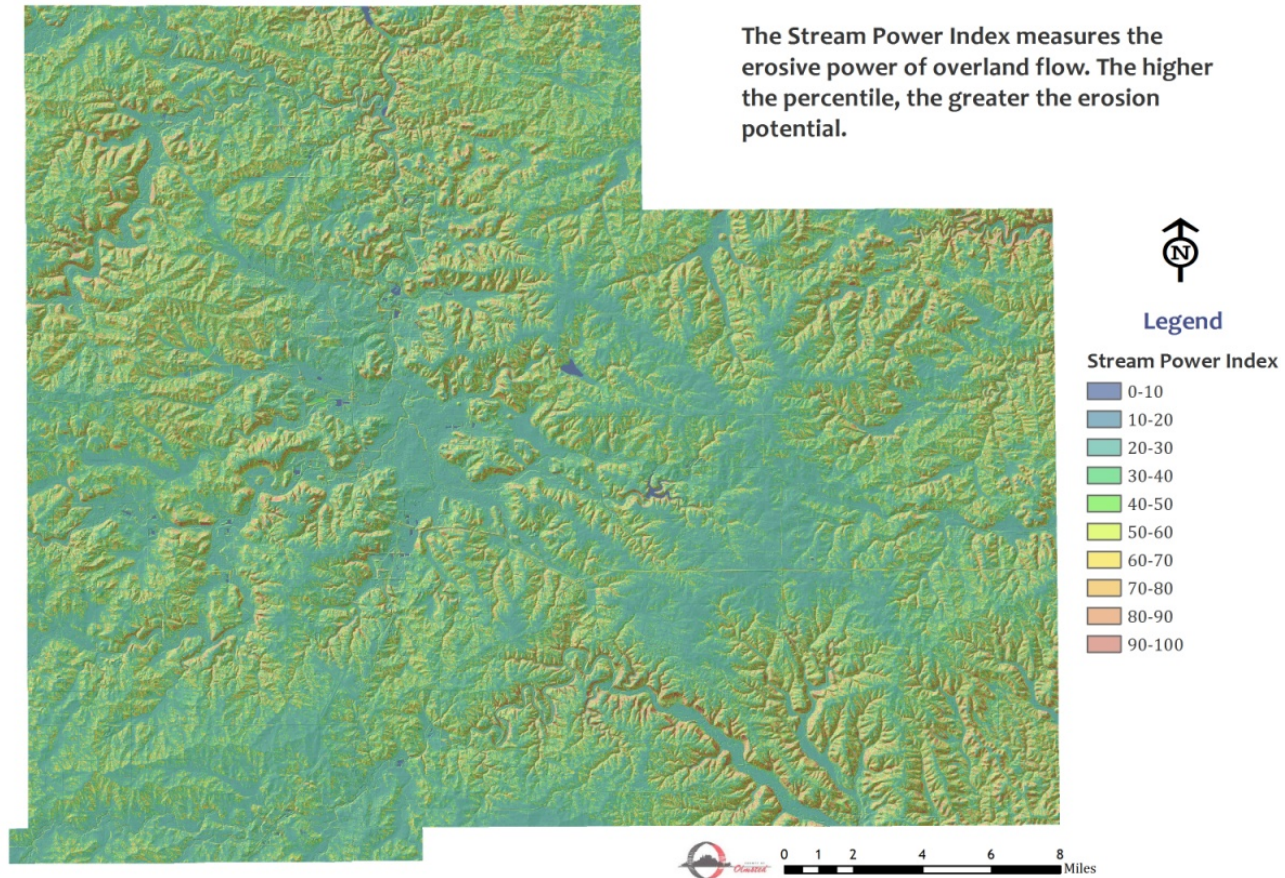 The Stream Power Index measures the
erosive power of overland flow. The higher
the percentile, the greater the erosion
potential.
N
Legend
Stream Power Index
0-10
10-20
20-30
30-40
40-50
50-60
60-70
70-80
80-90
90-100
Olmsted
0 1 2 4 6 8
Miles